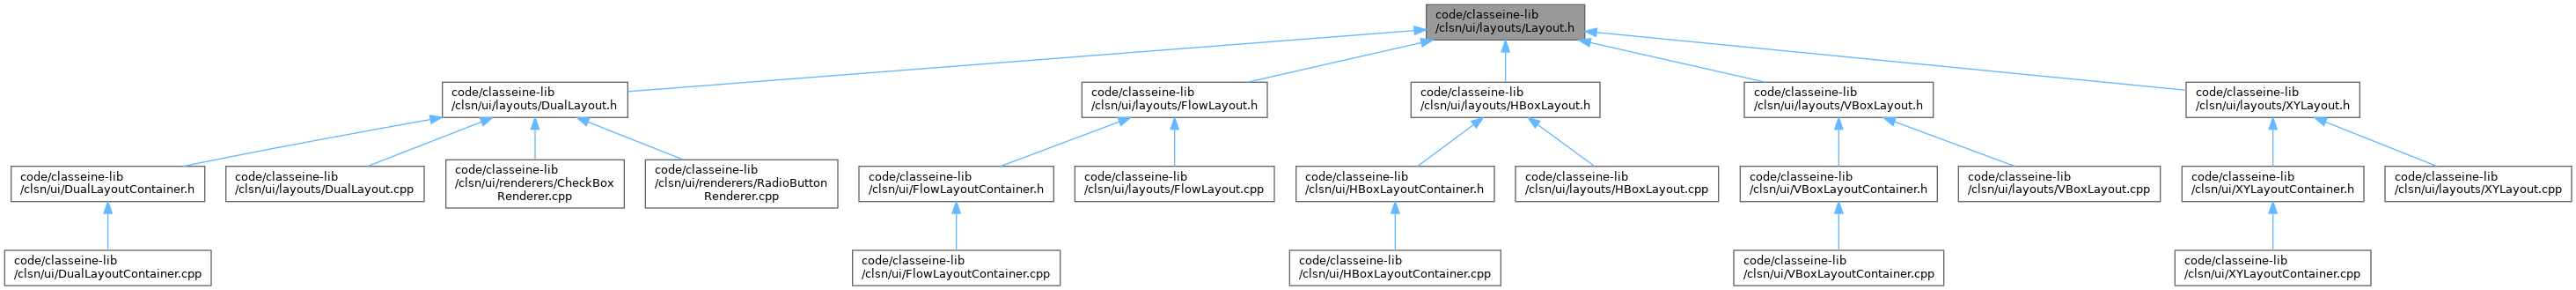 code/classeine-lib
/clsn/ui/layouts/Layout.h
code/classeine-lib
/clsn/ui/layouts/DualLayout.h
code/classeine-lib
/clsn/ui/layouts/FlowLayout.h
code/classeine-lib
/clsn/ui/layouts/HBoxLayout.h
code/classeine-lib
/clsn/ui/layouts/VBoxLayout.h
code/classeine-lib
/clsn/ui/layouts/XYLayout.h
code/classeine-lib
/clsn/ui/DualLayoutContainer.h
code/classeine-lib
/clsn/ui/layouts/DualLayout.cpp
code/classeine-lib
/clsn/ui/renderers/CheckBox
Renderer.cpp
code/classeine-lib
/clsn/ui/renderers/RadioButton
Renderer.cpp
code/classeine-lib
/clsn/ui/FlowLayoutContainer.h
code/classeine-lib
/clsn/ui/layouts/FlowLayout.cpp
code/classeine-lib
/clsn/ui/HBoxLayoutContainer.h
code/classeine-lib
/clsn/ui/layouts/HBoxLayout.cpp
code/classeine-lib
/clsn/ui/VBoxLayoutContainer.h
code/classeine-lib
/clsn/ui/layouts/VBoxLayout.cpp
code/classeine-lib
/clsn/ui/XYLayoutContainer.h
code/classeine-lib
/clsn/ui/layouts/XYLayout.cpp
code/classeine-lib
/clsn/ui/DualLayoutContainer.cpp
code/classeine-lib
/clsn/ui/FlowLayoutContainer.cpp
code/classeine-lib
/clsn/ui/HBoxLayoutContainer.cpp
code/classeine-lib
/clsn/ui/VBoxLayoutContainer.cpp
code/classeine-lib
/clsn/ui/XYLayoutContainer.cpp